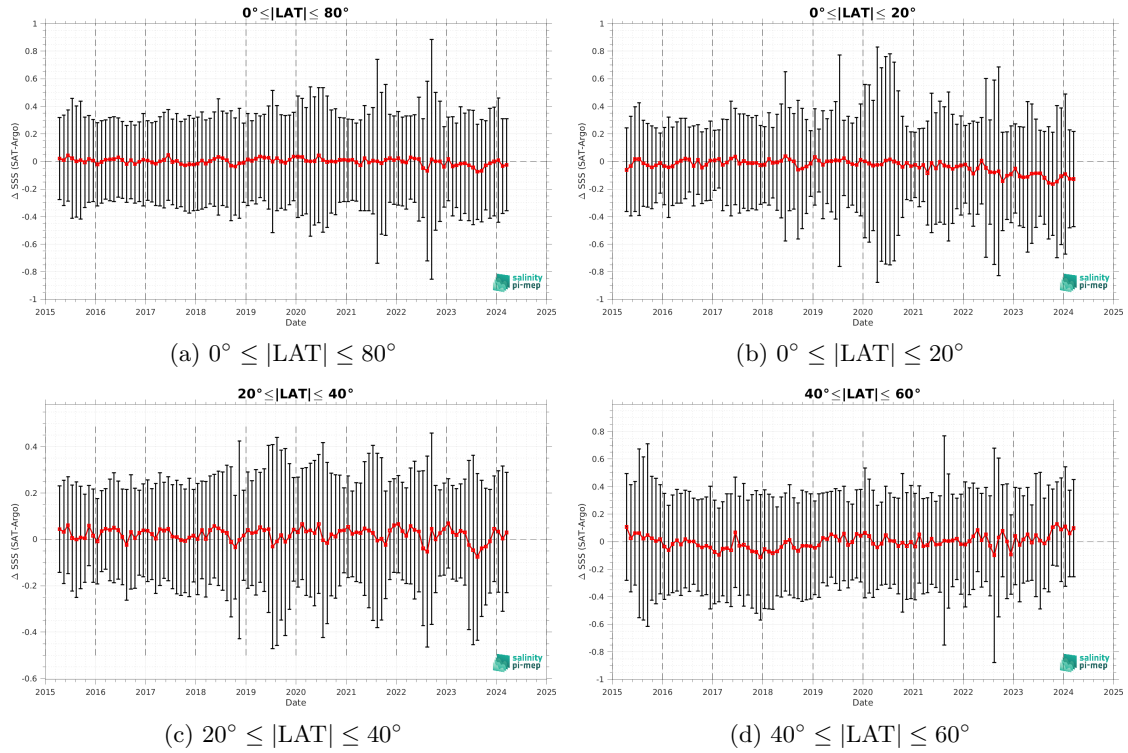 0°≤|LAT|≤ 80°
1
0.8
0.6
0.4
0.2
0
-0.2
-0.4
-0.6
-0.8
-1
Δ SSS (SAT-Argo)
2015 2016 2017 2018 2019 2020 2021 2022 2023 2024 2025
Date
salinity
pi-mep
(a) 0° ≤ |LAT| ≤ 80°
0°≤|LAT|≤ 20°
1
0.8
0.6
0.4
0.2
0
-0.2
-0.4
-0.6
-0.8
-1
Δ SSS (SAT-Argo)
2015 2016 2017 2018 2019 2020 2021 2022 2023 2024 2025
Date
salinity
pi-mep
(b) 0° ≤ |LAT| ≤ 20°
20°≤|LAT|≤ 40°
0.4
0.2
0
-0.2
-0.4
-0.6
Δ SSS (SAT-Argo)
2015 2016 2017 2018 2019 2020 2021 2022 2023 2024 2025
Date
salinity
pi-mep
(c) 20° ≤ |LAT| ≤ 40°
40°≤|LAT|≤ 60°
0.8
0.6
0.4
0.2
0
-0.2
-0.4
-0.6
-0.8
-1
Δ SSS (SAT-Argo)
2015 2016 2017 2018 2019 2020 2021 2022 2023 2024 2025
Date
salinity
pi-mep
(d) 40° ≤ |LAT| ≤ 60°